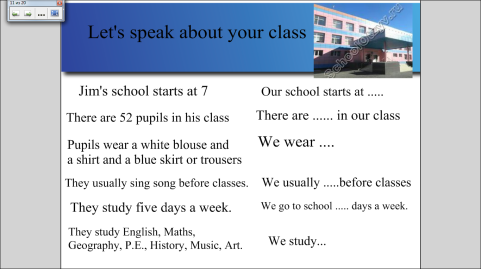 11 из 20
Let's speak about your class
Jim's school starts at 7
Our school starts at .....
There are 52 pupils in his class
There are ...... in our class
Pupils wear a white blouse and
a shirt and a blue skirt or trousers
We wear ....
They usually sing song before classes.
We usually .....before classes
They study five days a week.
We go to school ..... days a week.
They study English, Maths,
Geography, P.E., History, Music, Art.
We study...